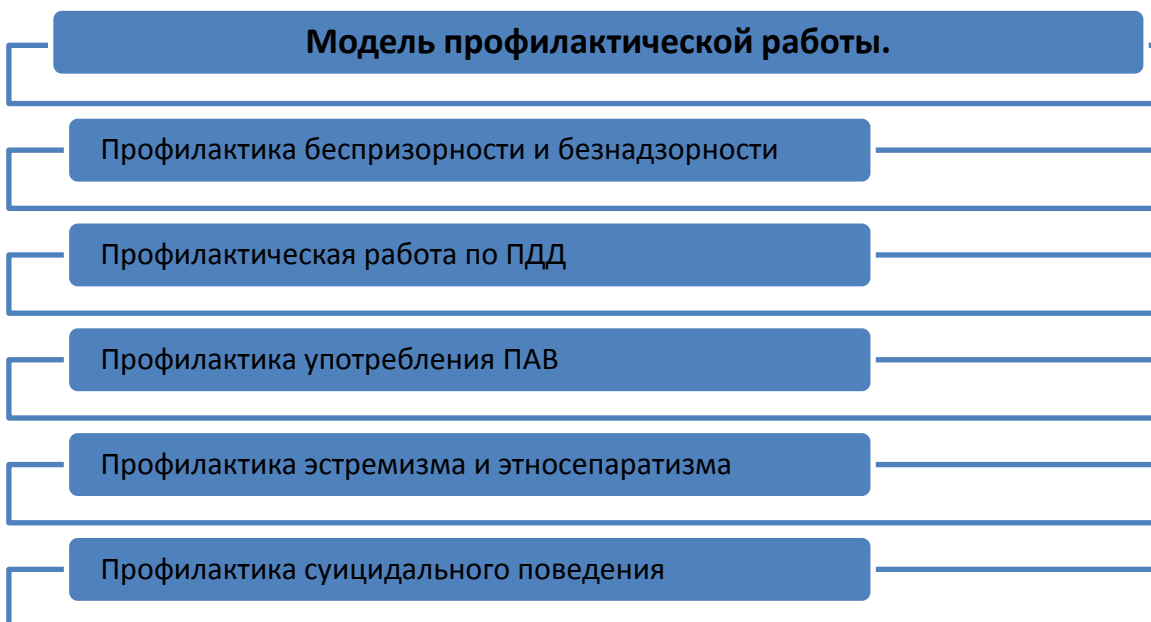 Модель профилактической работы.
Профилактика беспризорности и безнадзорности
Профилактическая работа по ПДД
Профилактика употребления ПАВ
Профилактика эстремизма и этносепаратизма
Профилактика суицидального поведения